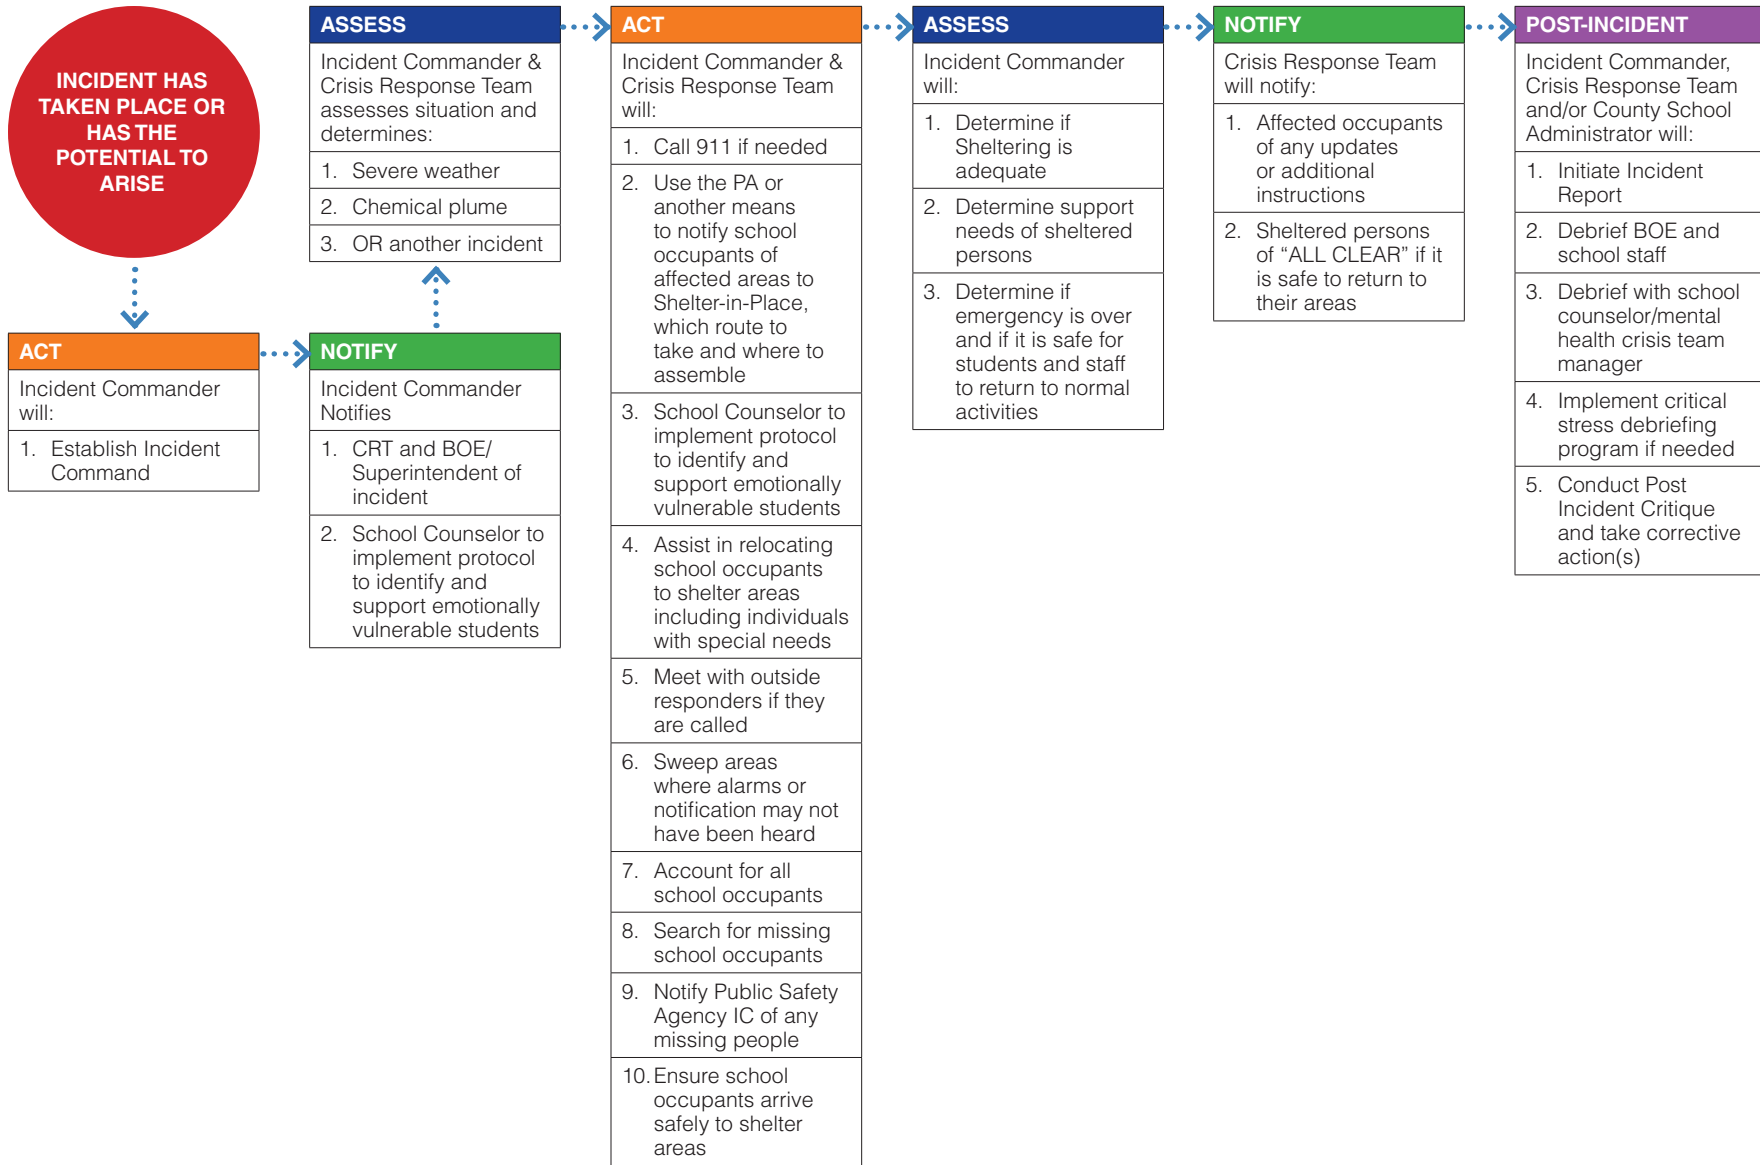 INCIDENT HAS
TAKEN PLACE OR
HAS THE
POTENTIAL TO
ARISE
ACT
Incident Commander
will:
1. Establish Incident
Command
NOTIFY
Incident Commander
Notifies
1. CRT and BOE/
Superintendent of
incident
2. School Counselor to
implement protocol
to identify and
support emotionally
vulnerable students
ASSESS
Incident Commander &
Crisis Response Team
assesses situation and
determines:
1. Severe weather
2. Chemical plume
3. OR another incident
ACT
Incident Commander &
Crisis Response Team
will:
1. Call 911 if needed
2. Use the PA or
another means
to notify school
occupants of
affected areas to
Shelter-in-Place,
which route to
take and where to
assemble
3. School Counselor to
implement protocol
to identify and
support emotionally
vulnerable students
4. Assist in relocating
school occupants
to shelter areas
including individuals
with special needs
5. Meet with outside
responders if they
are called
6. Sweep areas
where alarms or
notification may not
have been heard
7. Account for all
school occupants
8. Search for missing
school occupants
9. Notify Public Safety
Agency IC of any
missing people
10. Ensure school
occupants arrive
safely to shelter
areas
ASSESS
Incident Commander
will:
1. Determine if
Sheltering is
adequate
2. Determine support
needs of sheltered
persons
3. Determine if
emergency is over
and if it is safe for
students and staff
to return to normal
activities
NOTIFY
Crisis Response Team
will notify:
1. Affected occupants
of any updates
or additional
instructions
2. Sheltered persons
of “ALL CLEAR” if it
is safe to return to
their areas
POST-INCIDENT
Incident Commander,
Crisis Response Team
and/or County School
Administrator will:
1. Initiate Incident
Report
2. Debrief BOE and
school staff
3. Debrief with school
counselor/mental
health crisis team
manager
4. Implement critical
stress debriefing
program if needed
5. Conduct Post
Incident Critique
and take corrective
action(s)